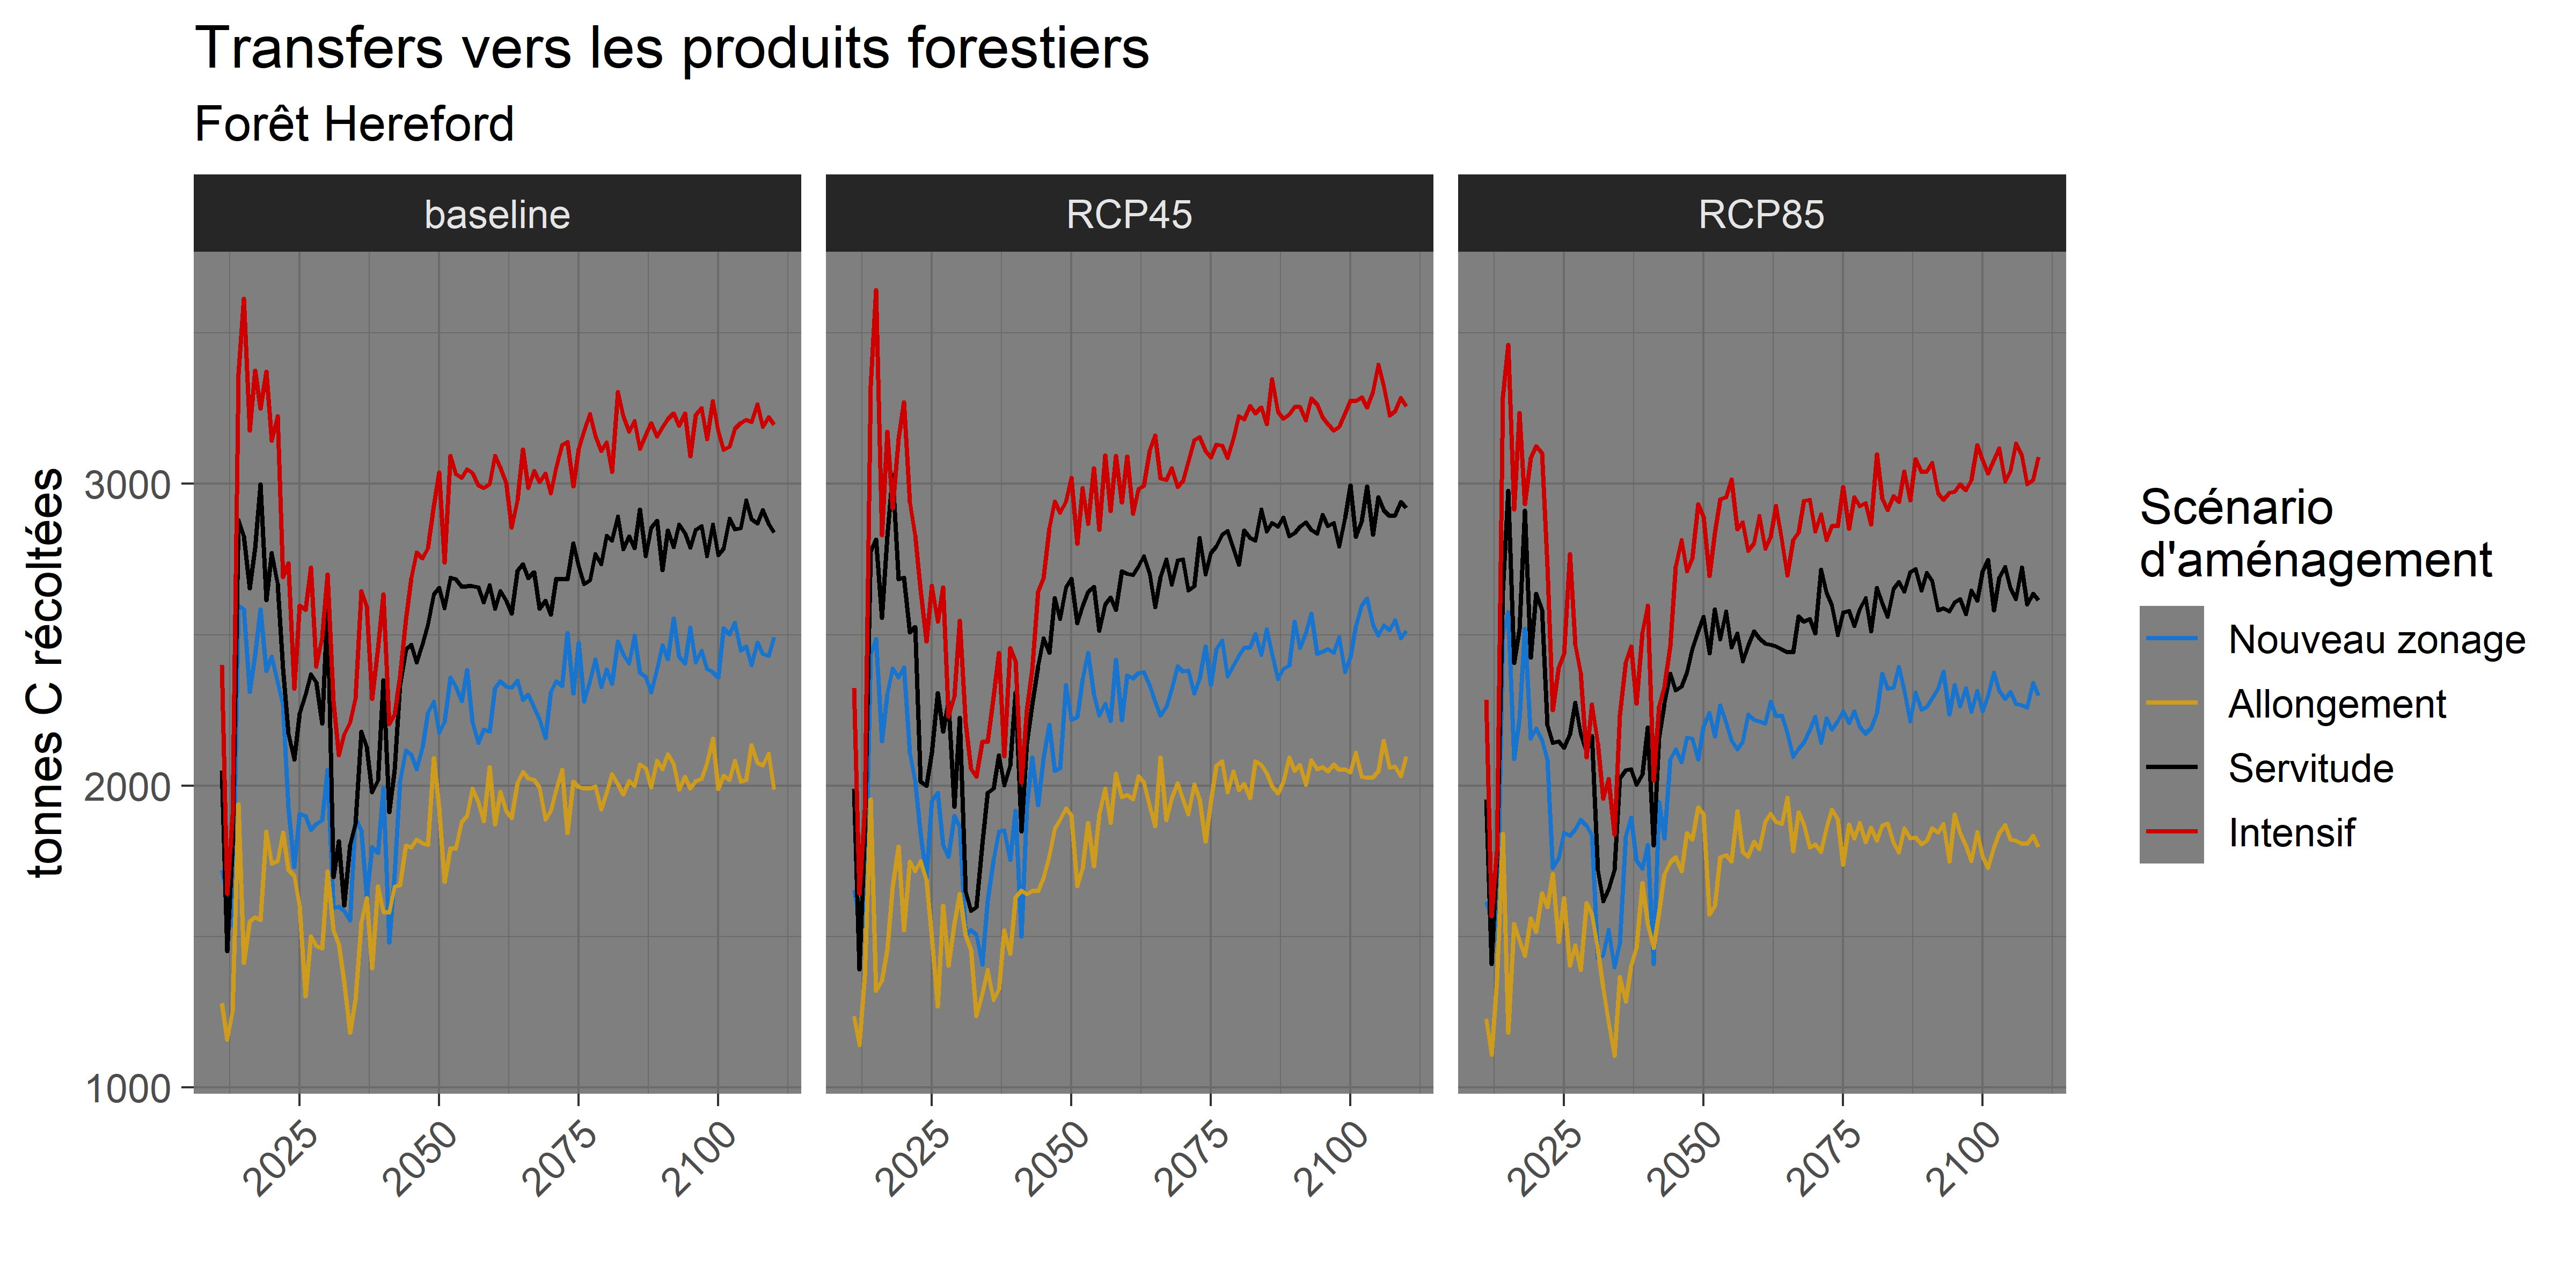 Transfers vers les produits forestiers
Forêt Hereford
baseline
RCP45
RCP85
tonnes C récoltées
3000
2000
1000
2025
2050
2075
2100
2025
2050
2075
2100
2025
2050
2075
2100
Scénario
d'aménagement
Nouveau zonage
Allongement
Servitude
Intensif